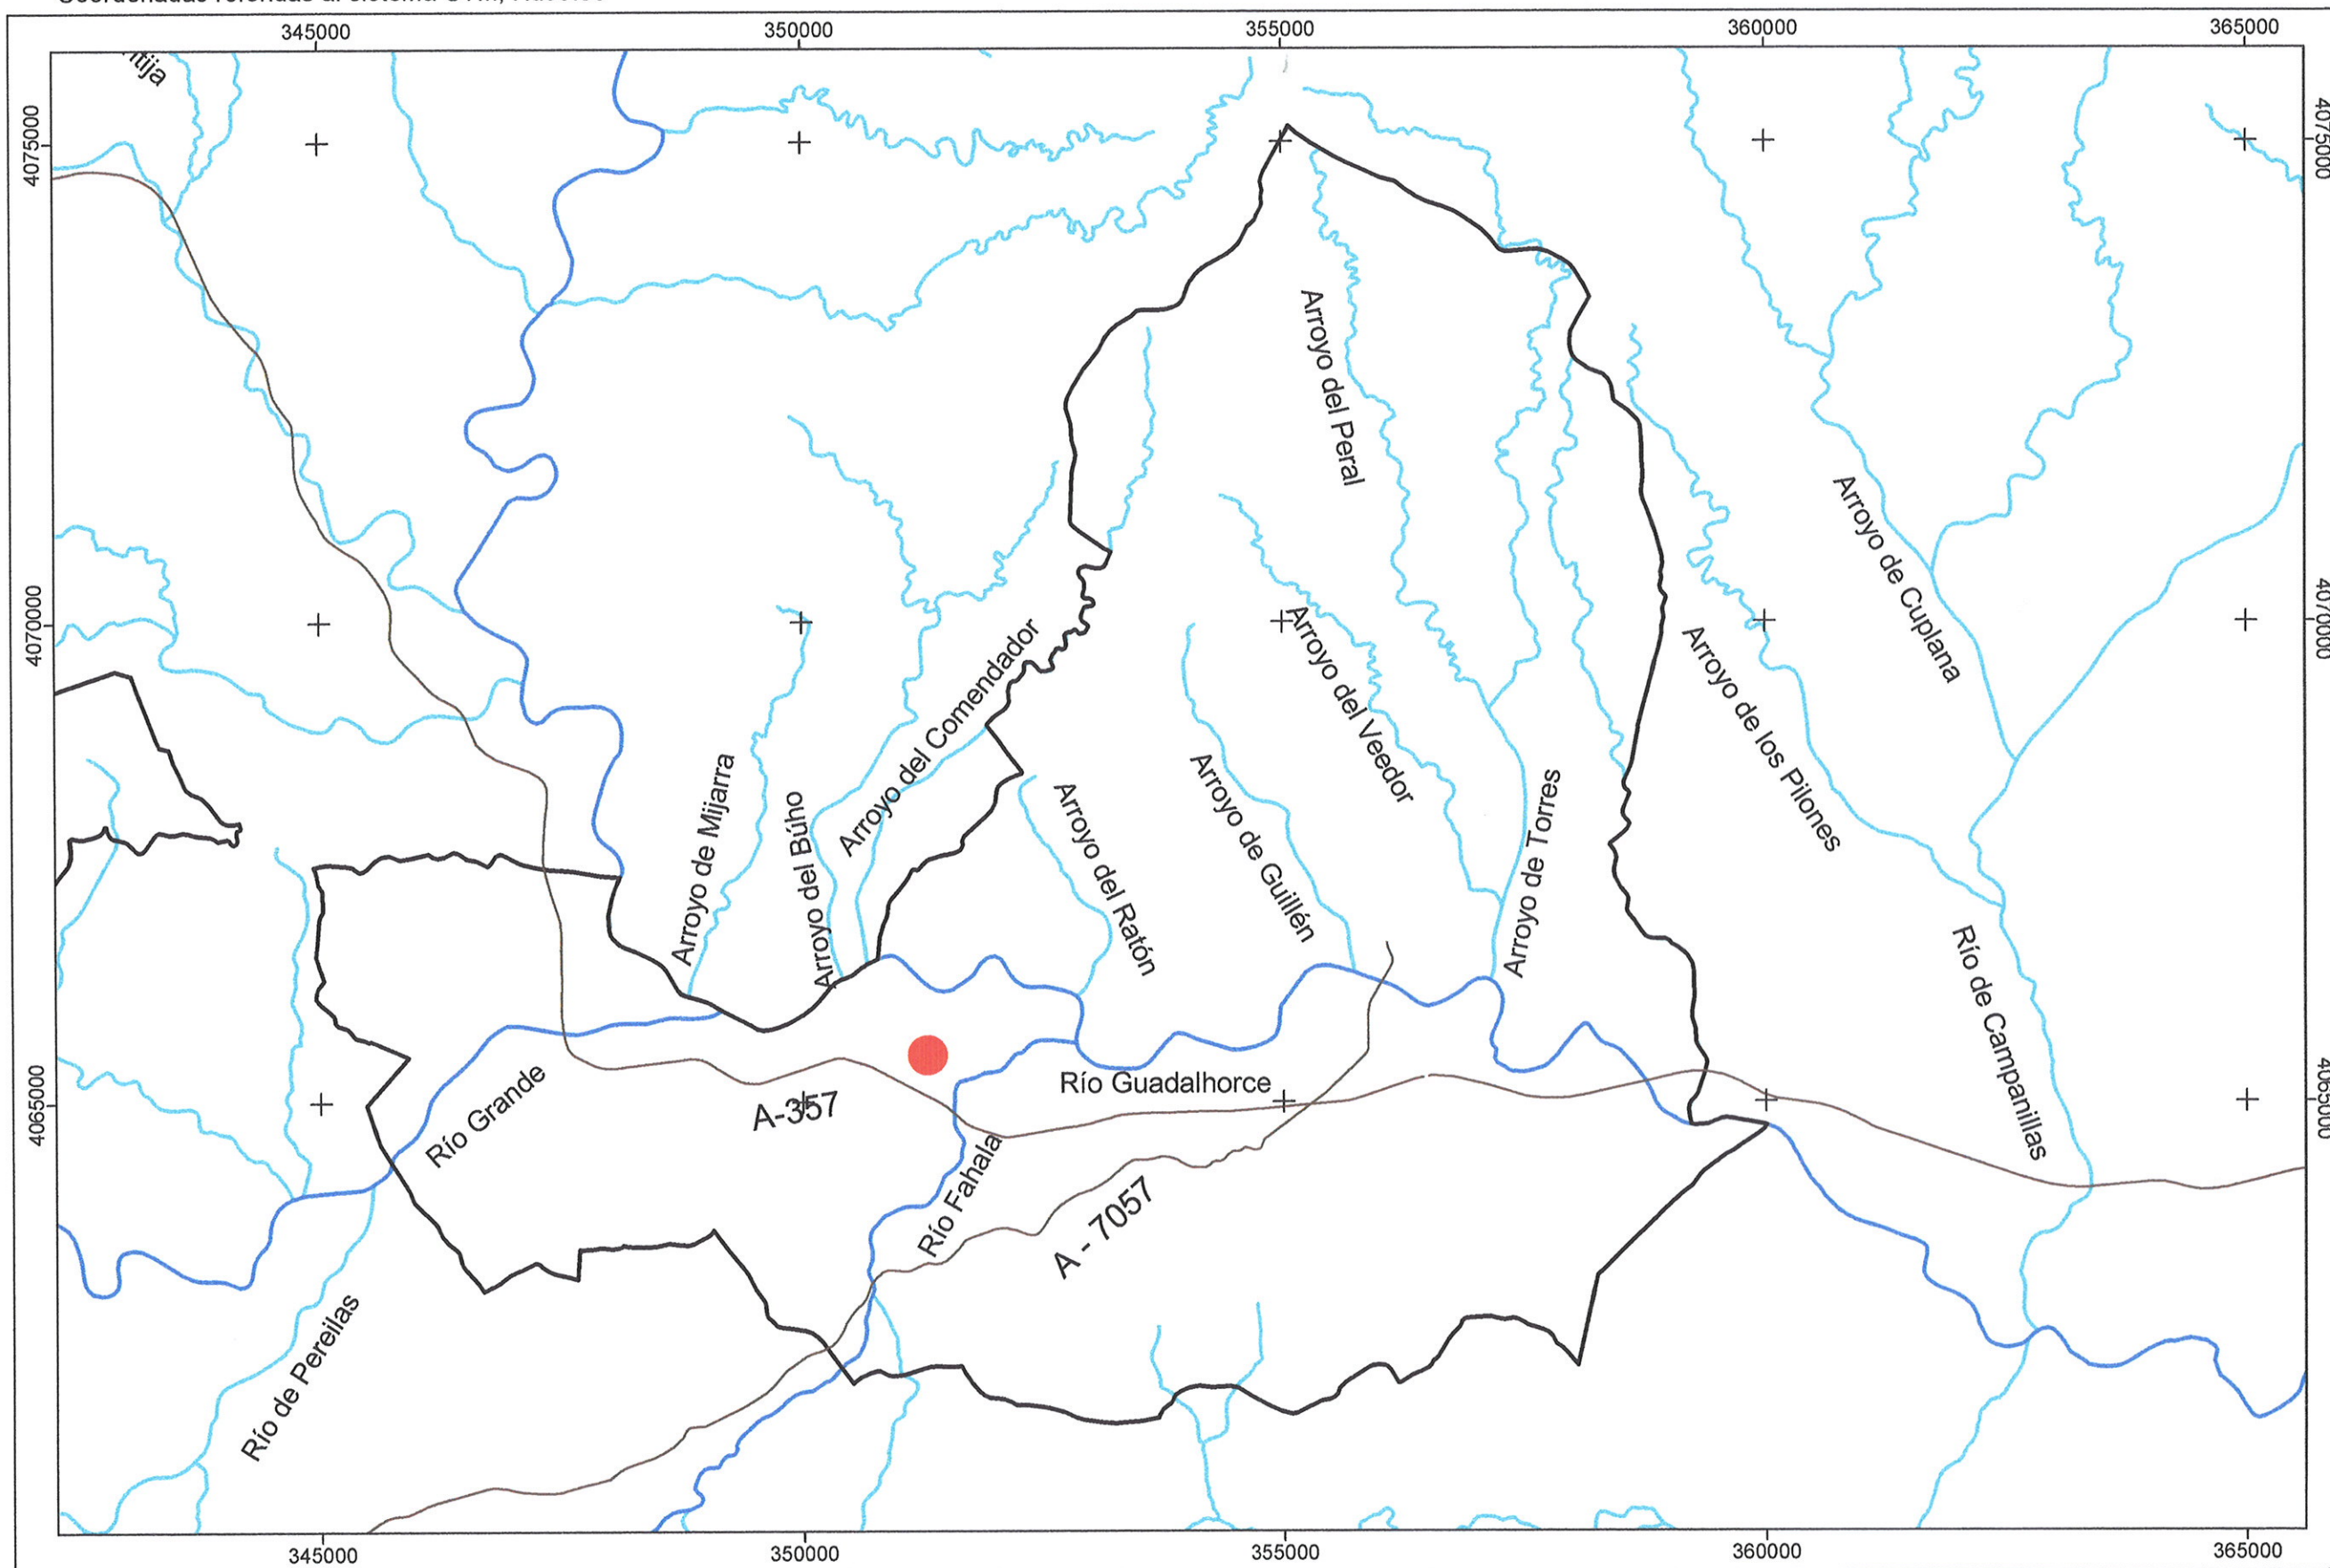 345000
350000
355000
360000
365000
4075000
4075000
Arroyo del Peral
Arroyo de Cuplana
4070000
4070000
Arroyo del Comendador
Arroyo del Veedor
Arroyo de los Pilones
Arroyo de Mijarra
Arroyo del Búho
Arroyo del Ratón
Arroyo de Guillén
Arroyo de Torres
Río de Campanillas
4065000
4065000
Río Grande
A-357
Río Guadalhorce
Río Fahala
A - 7057
Río de Pereilas
345000
350000
355000
360000
365000